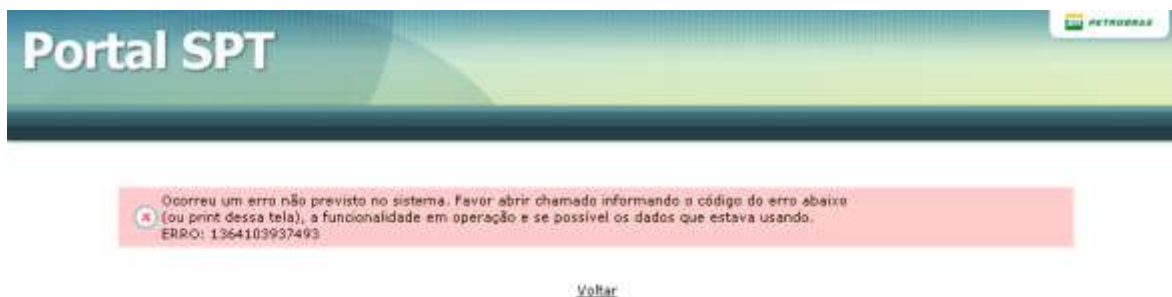 Portal SPT
PETROBRAS
Ocorreu um erro não previsto no sistema. Favor abrir chamado informando o código do erro abaixo
(ou print dessa tela), a funcionalidade em operação e se possível os dados que estava usando.
ERRO: 1364103937493
Voltar